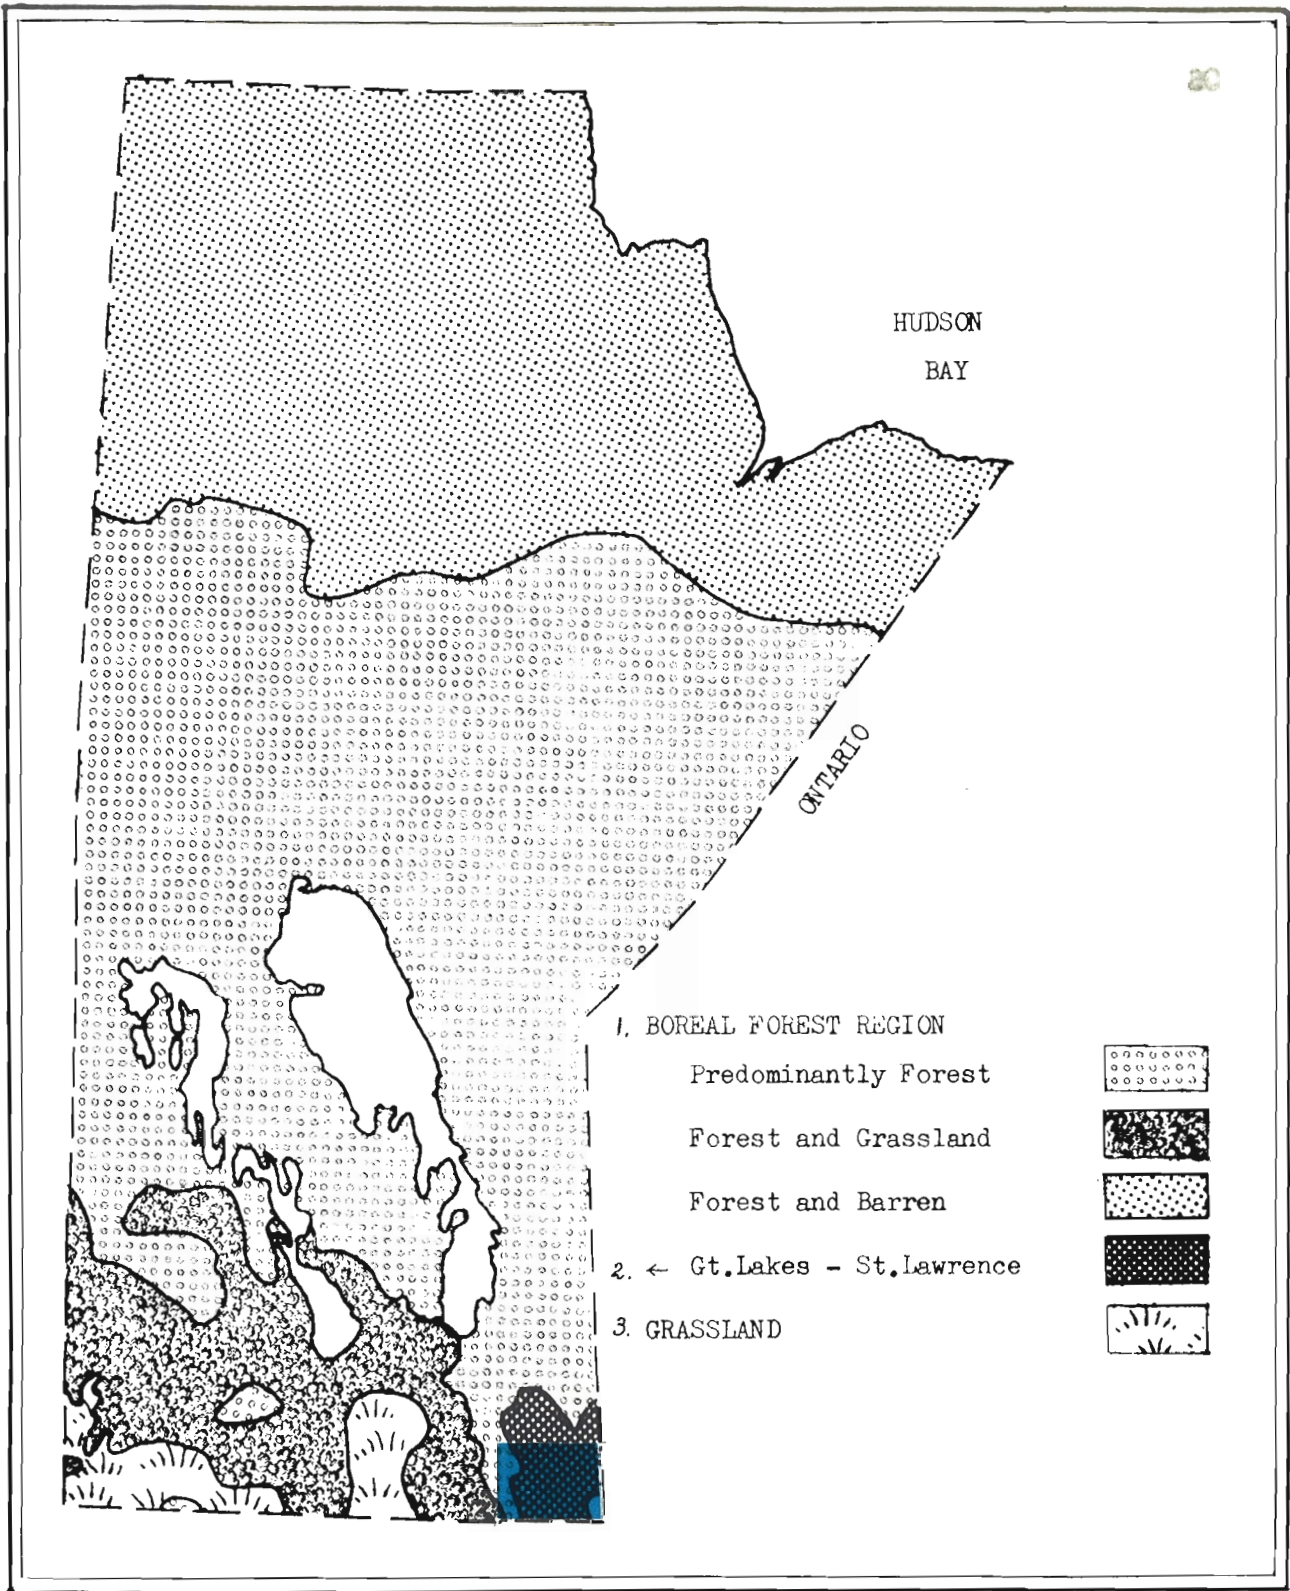 20
HUDSON
BAY
ONTARIO
1. BOREAL FOREST REGION
Predominantly Forest
Forest and Grassland
Forest and Barren
2. ← Gt.Lakes - St.Lawrence
3. GRASSLAND